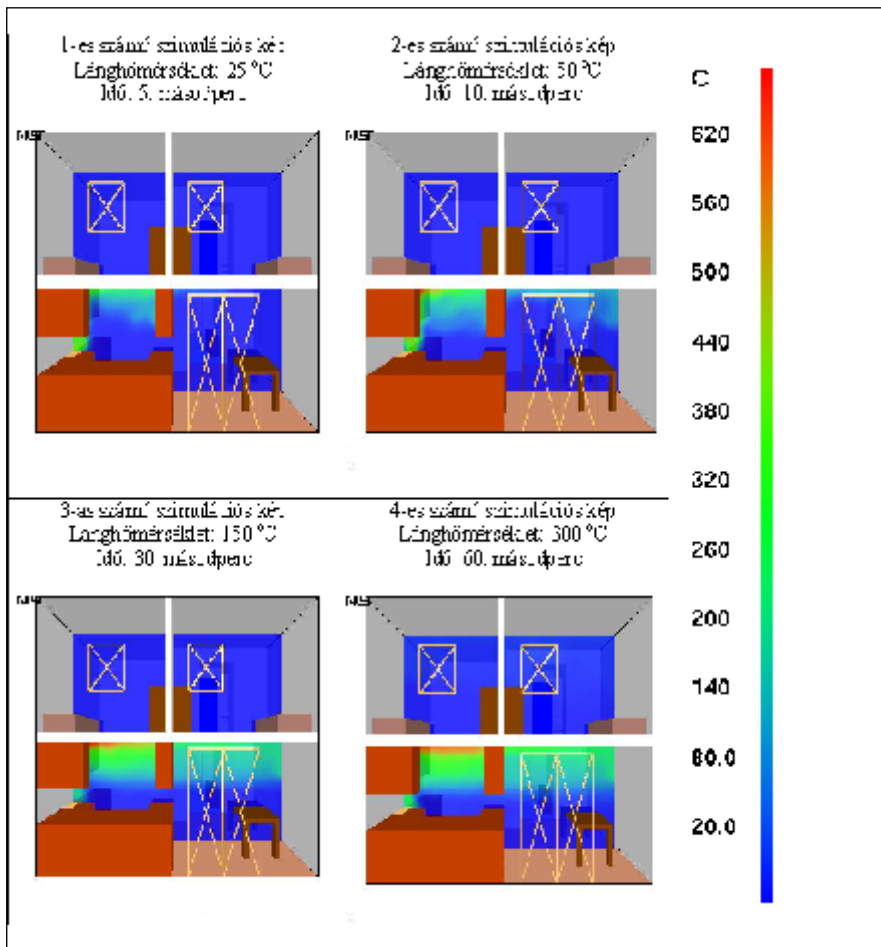 1-es számú szimulációs kép
Lánghőmérséklet: 25 °C
Idő: 5. másodperc
2-es számú szimulációs kép
Lánghőmérséklet: 50 °C
Idő: 10. másodperc
3-as számú szimulációs kép
Lánghőmérséklet: 150 °C
Idő: 30. másodperc
4-es számú szimulációs kép
Lánghőmérséklet: 300 °C
Idő: 60. másodperc
C
620
560
500
440
380
320
260
200
140
80.0
20.0